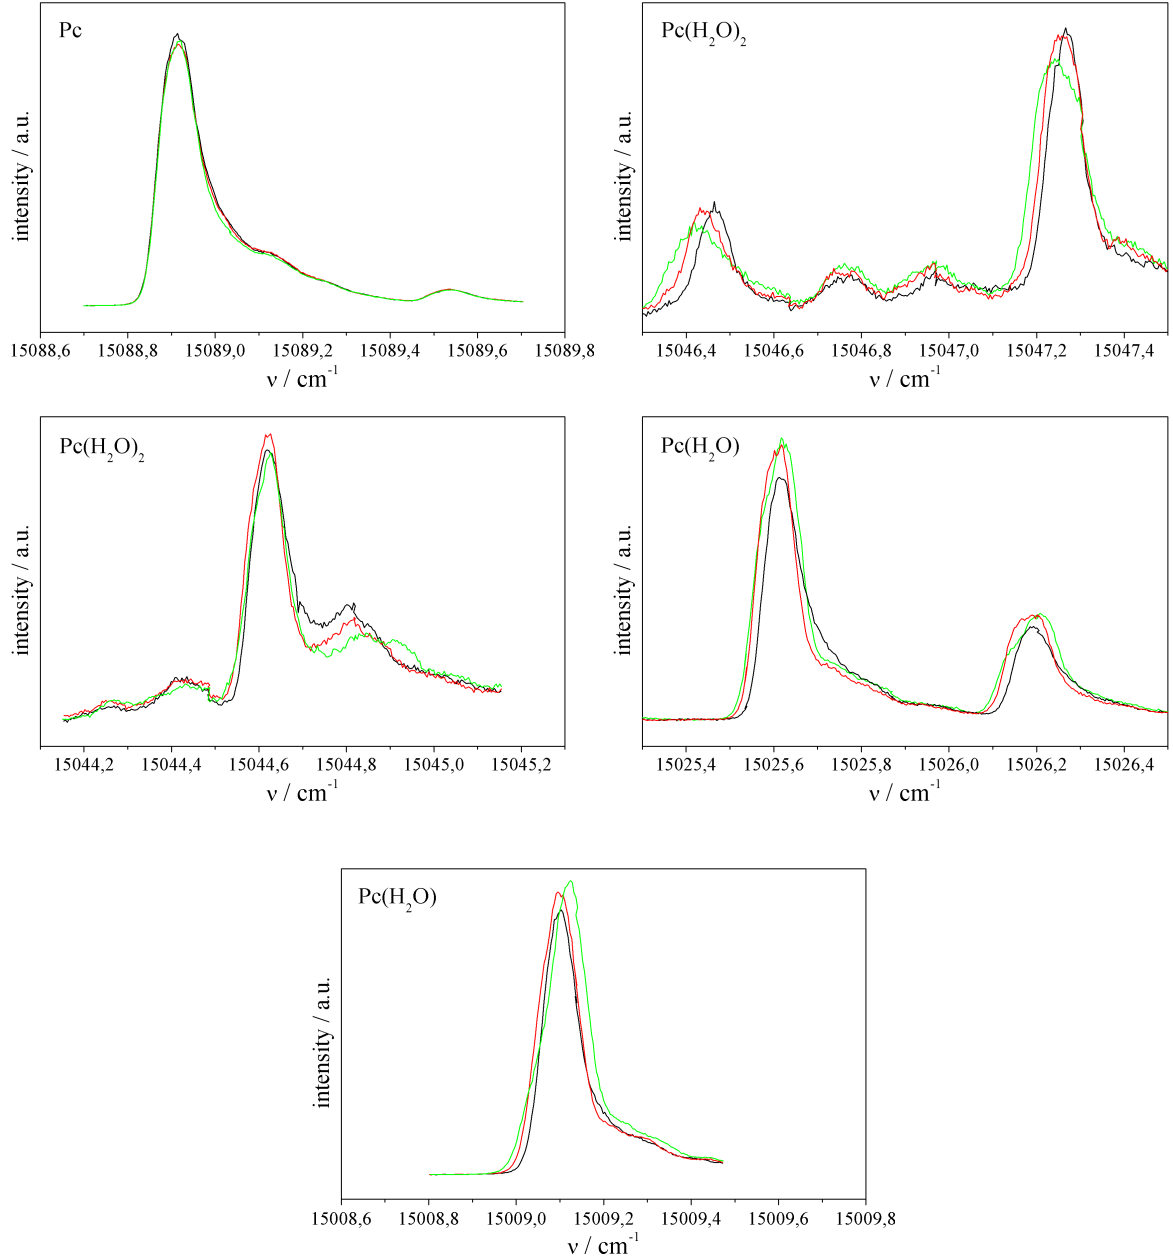 Pc
intensity / a.u.
15088,6 15088,8 15089,0 15089,2 15089,4 15089,6 15089,8
ν / cm⁻¹
Pc(H₂O)₂
intensity / a.u.
15046,4 15046,6 15046,8 15047,0 15047,2 15047,4
ν / cm⁻¹
Pc(H₂O)₂
intensity / a.u.
15044,2 15044,4 15044,6 15044,8 15045,0 15045,2
ν / cm⁻¹
Pc(H₂O)
intensity / a.u.
15025,4 15025,6 15025,8 15026,0 15026,2 15026,4
ν / cm⁻¹
Pc(H₂O)
intensity / a.u.
15008,6 15008,8 15009,0 15009,2 15009,4 15009,6 15009,8
ν / cm⁻¹